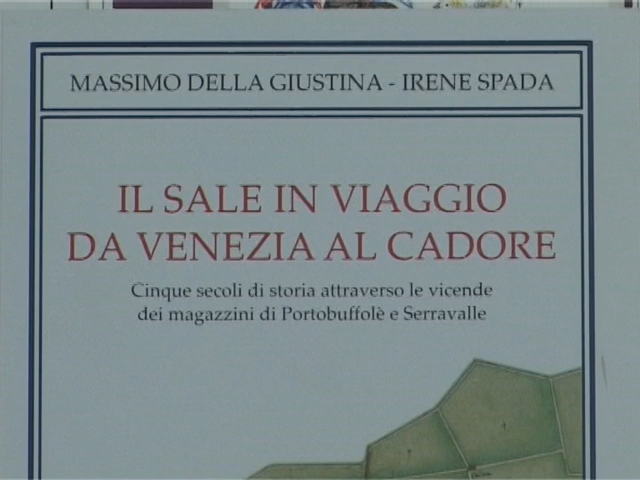 MASSIMO DELLA GIUSTINA - IRENE SPADA
IL SALE IN VIAGGIO
DA VENEZIA AL CADORE
Cinque secoli di storia attraverso le vicende
dei magazzini di Portobuffolè e Serravalle